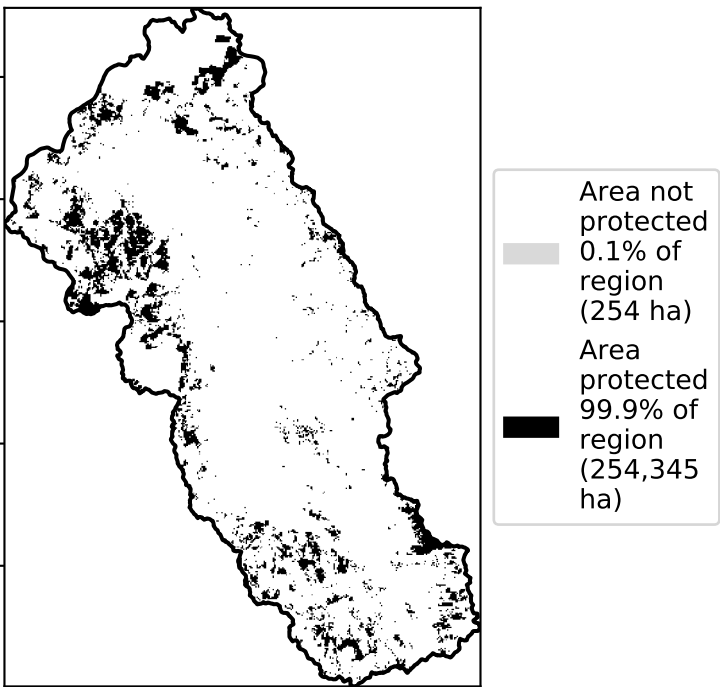 Area not
protected
0.1% of
region
(254 ha)
Area
protected
99.9% of
region
(254,345
ha)